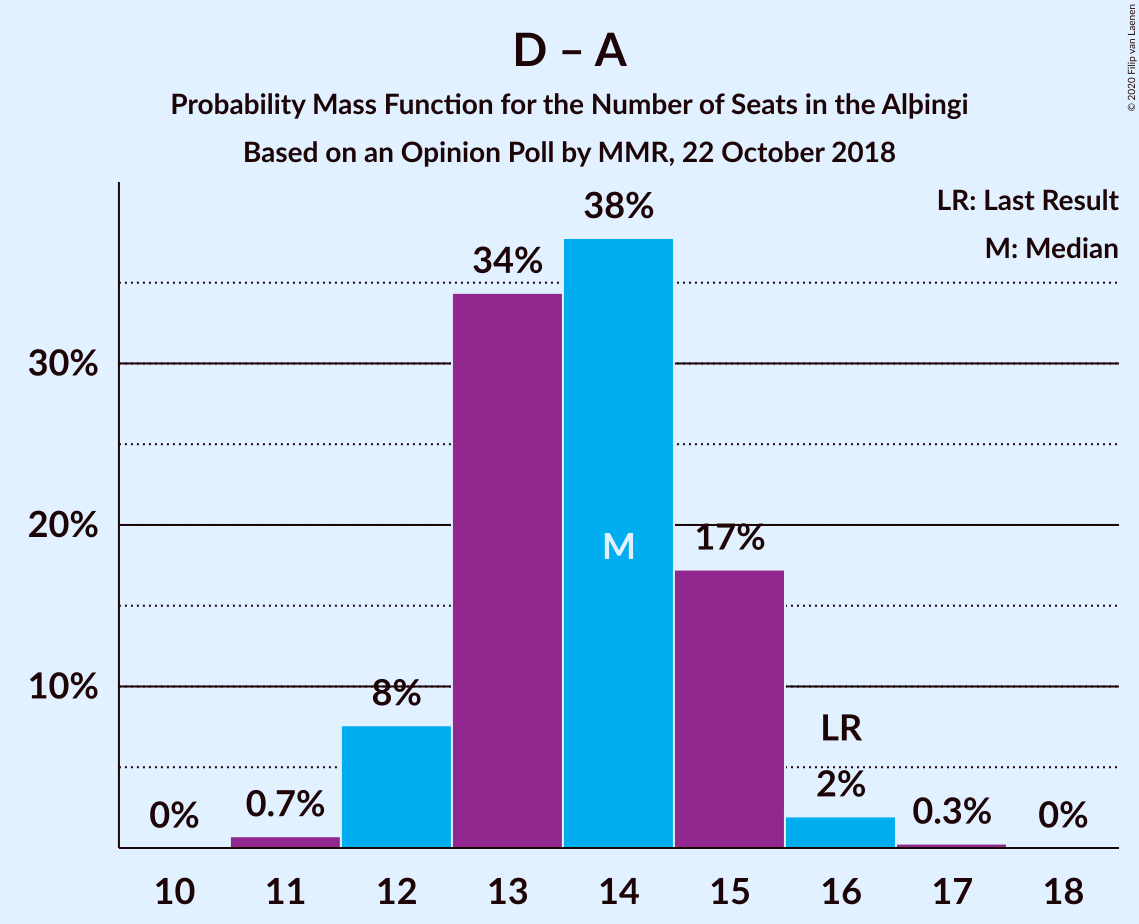 D – A
Probability Mass Function for the Number of Seats in the Alþingi
Based on an Opinion Poll by MMR, 22 October 2018
© 2020 Filip van Laenen
LR: Last Result
M: Median
38%
34%
30%
20%
17%
M
10%
8%
LR
2%
0.7%
0.3%
0%
0%
10 11 12 13 14 15 16 17 18